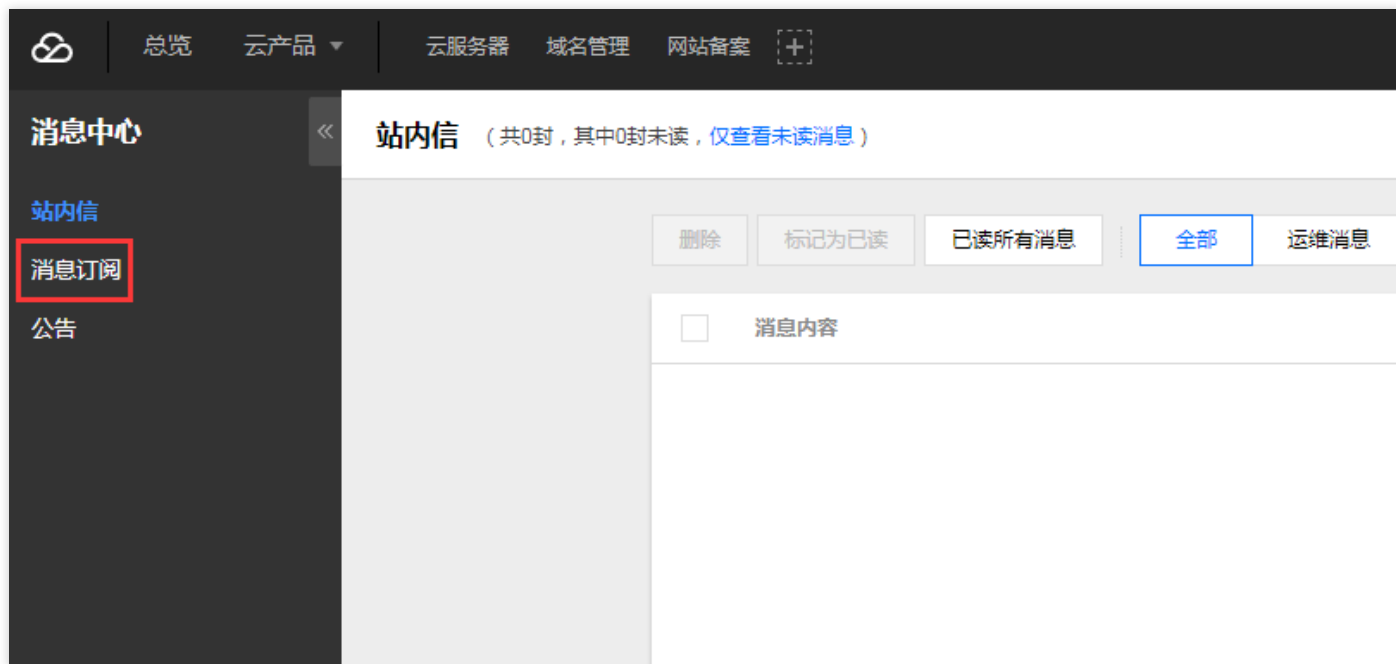 总览 云产品 云服务器 域名管理 网站备案
消息中心
站内信
消息订阅
公告
站内信 （共0封，其中0封未读，仅查看未读消息）
删除 标记为已读 已读所有消息 全部 运维消息
消息内容